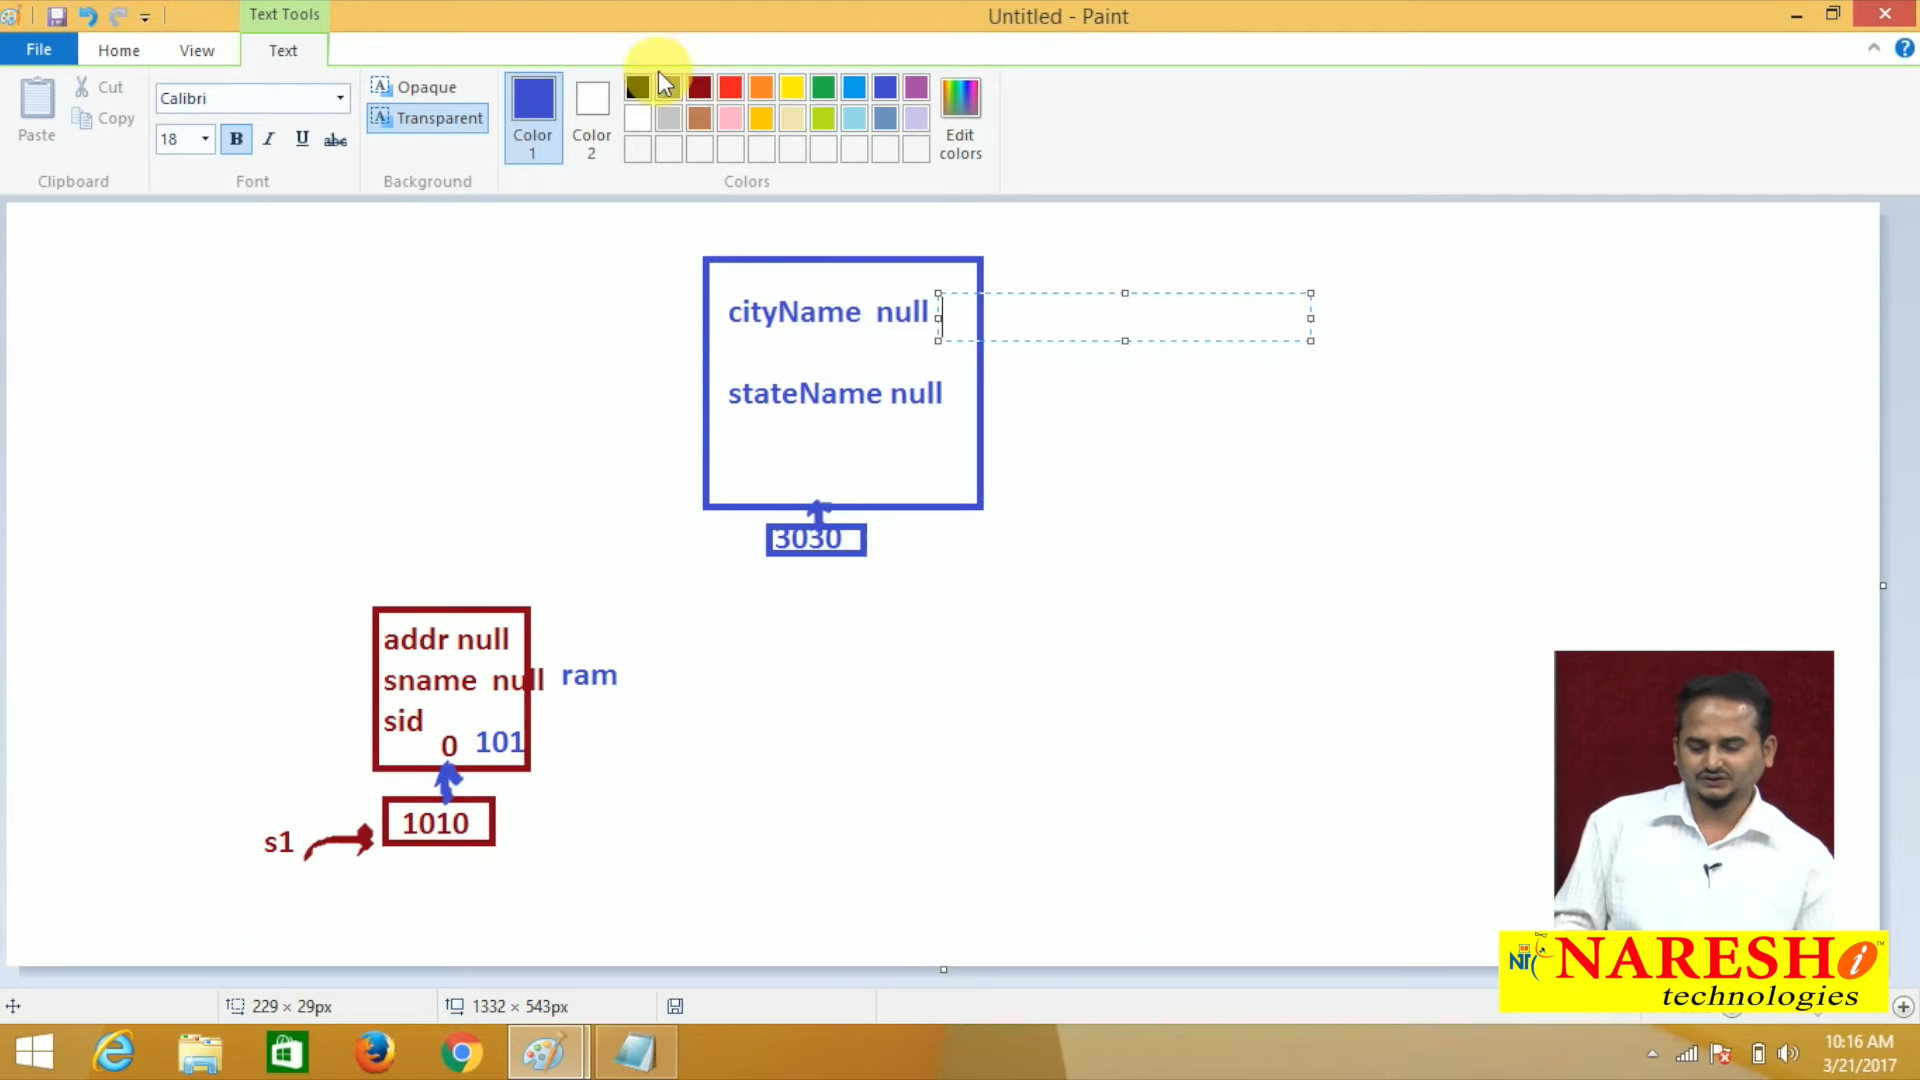 Text Tools
Untitled - Paint
File
Home
View
Text
Paste
Cut
Copy
Clipboard
Calibri
18
B
I
U
abc
Font
Opaque
Transparent
Background
Color 1
Color 2
Colors
Edit colors
cityName null
stateName null
3030
addr null
sname null ram
sid
0 101
1010
s1
NARESH i
technologies
229 × 29px
1332 × 543px
10:16 AM
3/21/2017